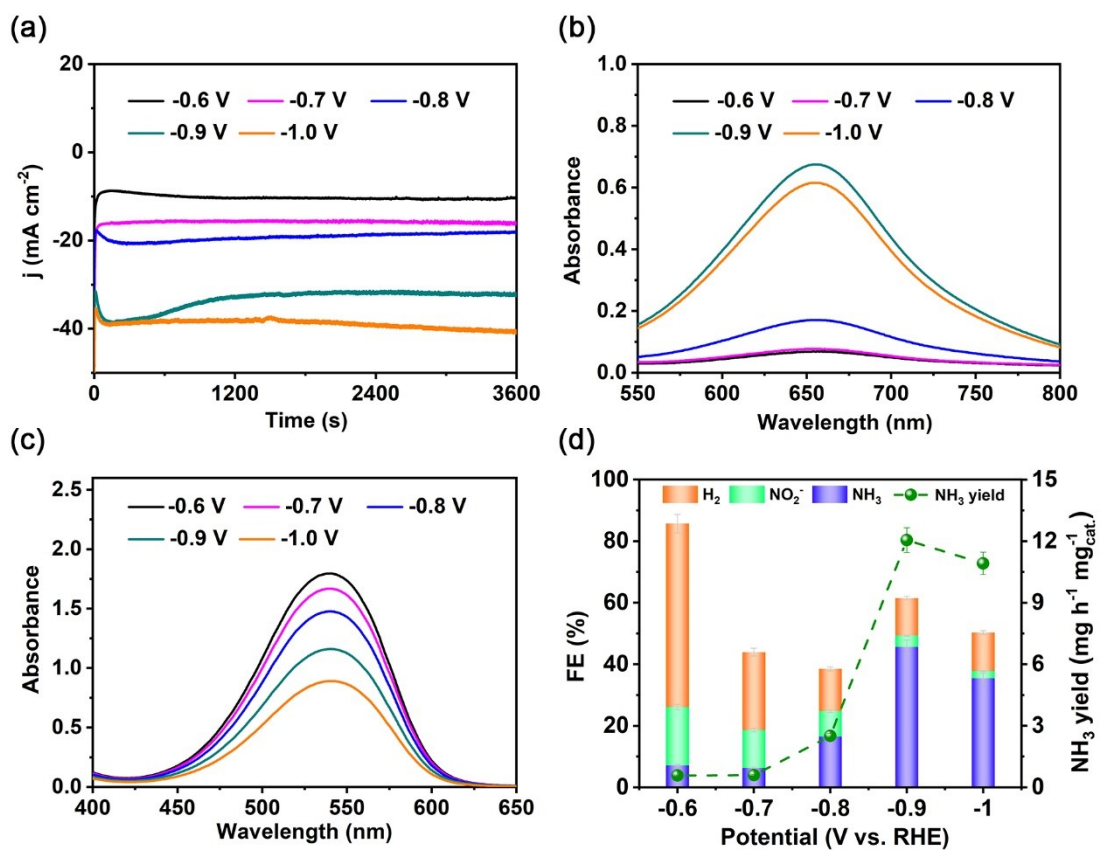 (a)
20
0
-20
-40
j (mA cm⁻²)
-0.6 V -0.7 V -0.8 V
-0.9 V -1.0 V
0 1200 2400 3600
Time (s)
(b)
1.0
0.8
0.6
0.4
0.2
0.0
Absorbance
-0.6 V -0.7 V -0.8 V
-0.9 V -1.0 V
550 600 650 700 750 800
Wavelength (nm)
(c)
2.5
2.0
1.5
1.0
0.5
0.0
Absorbance
-0.6 V -0.7 V -0.8 V
-0.9 V -1.0 V
400 450 500 550 600 650
Wavelength (nm)
(d)
100
80
60
40
20
0
FE (%)
H₂ NO₂⁻ NH₃ NH₃ yield
15
12
9
6
3
0
NH₃ yield (mg h⁻¹ mg⁻¹cat.)
-0.6 -0.7 -0.8 -0.9 -1
Potential (V vs. RHE)